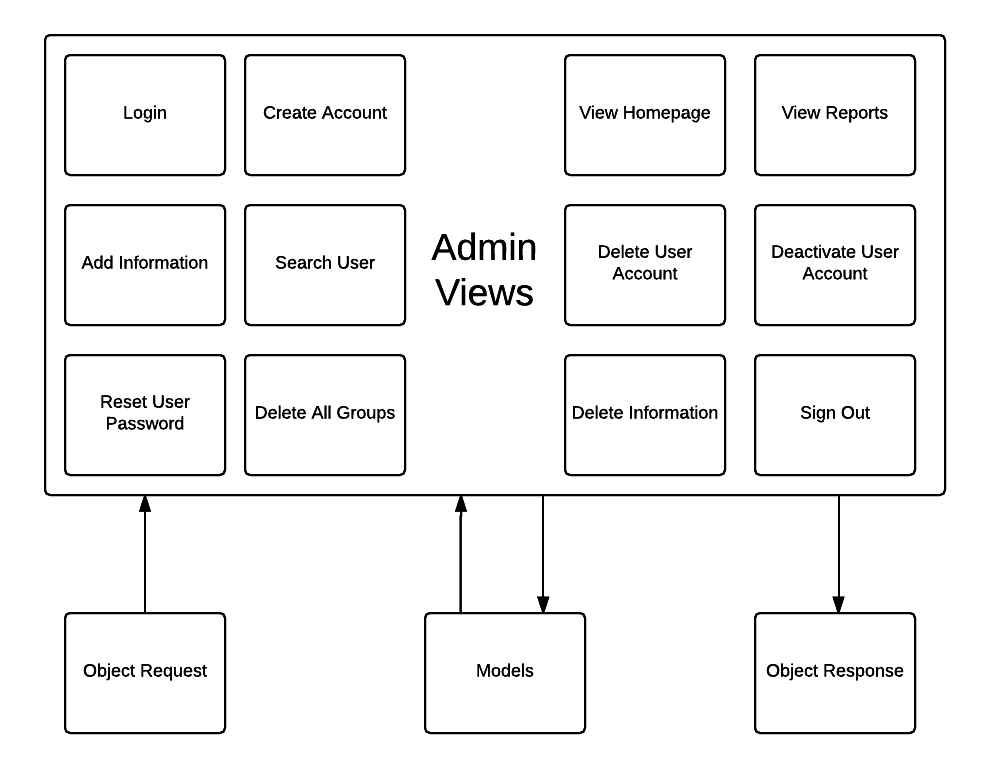 Login
Create Account
View Homepage
View Reports
Add Information
Search User
Admin
Views
Delete User
Account
Deactivate User
Account
Reset User
Password
Delete All Groups
Delete Information
Sign Out
Object Request
Models
Object Response